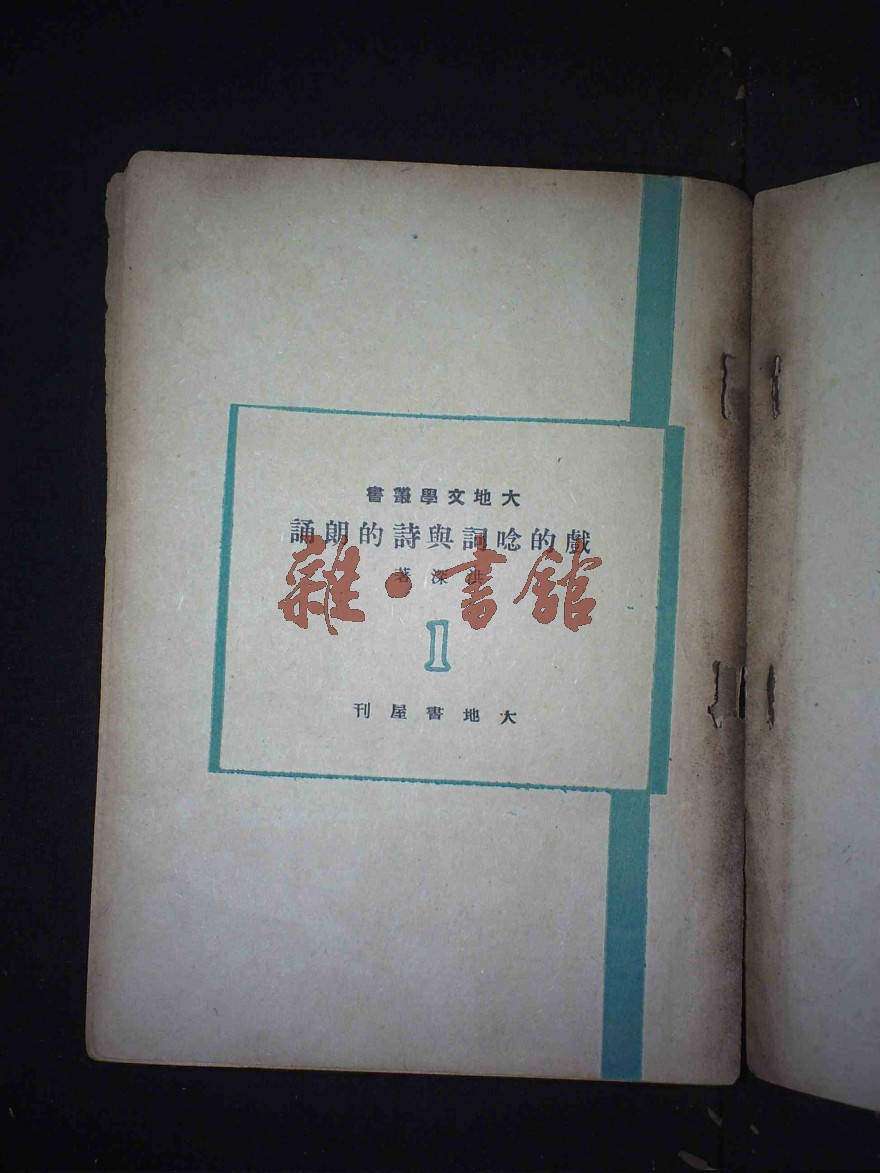 大地文學叢書
戲的唸詞與詩的朗誦
洪深著
雜·書館
1
大地書屋刊